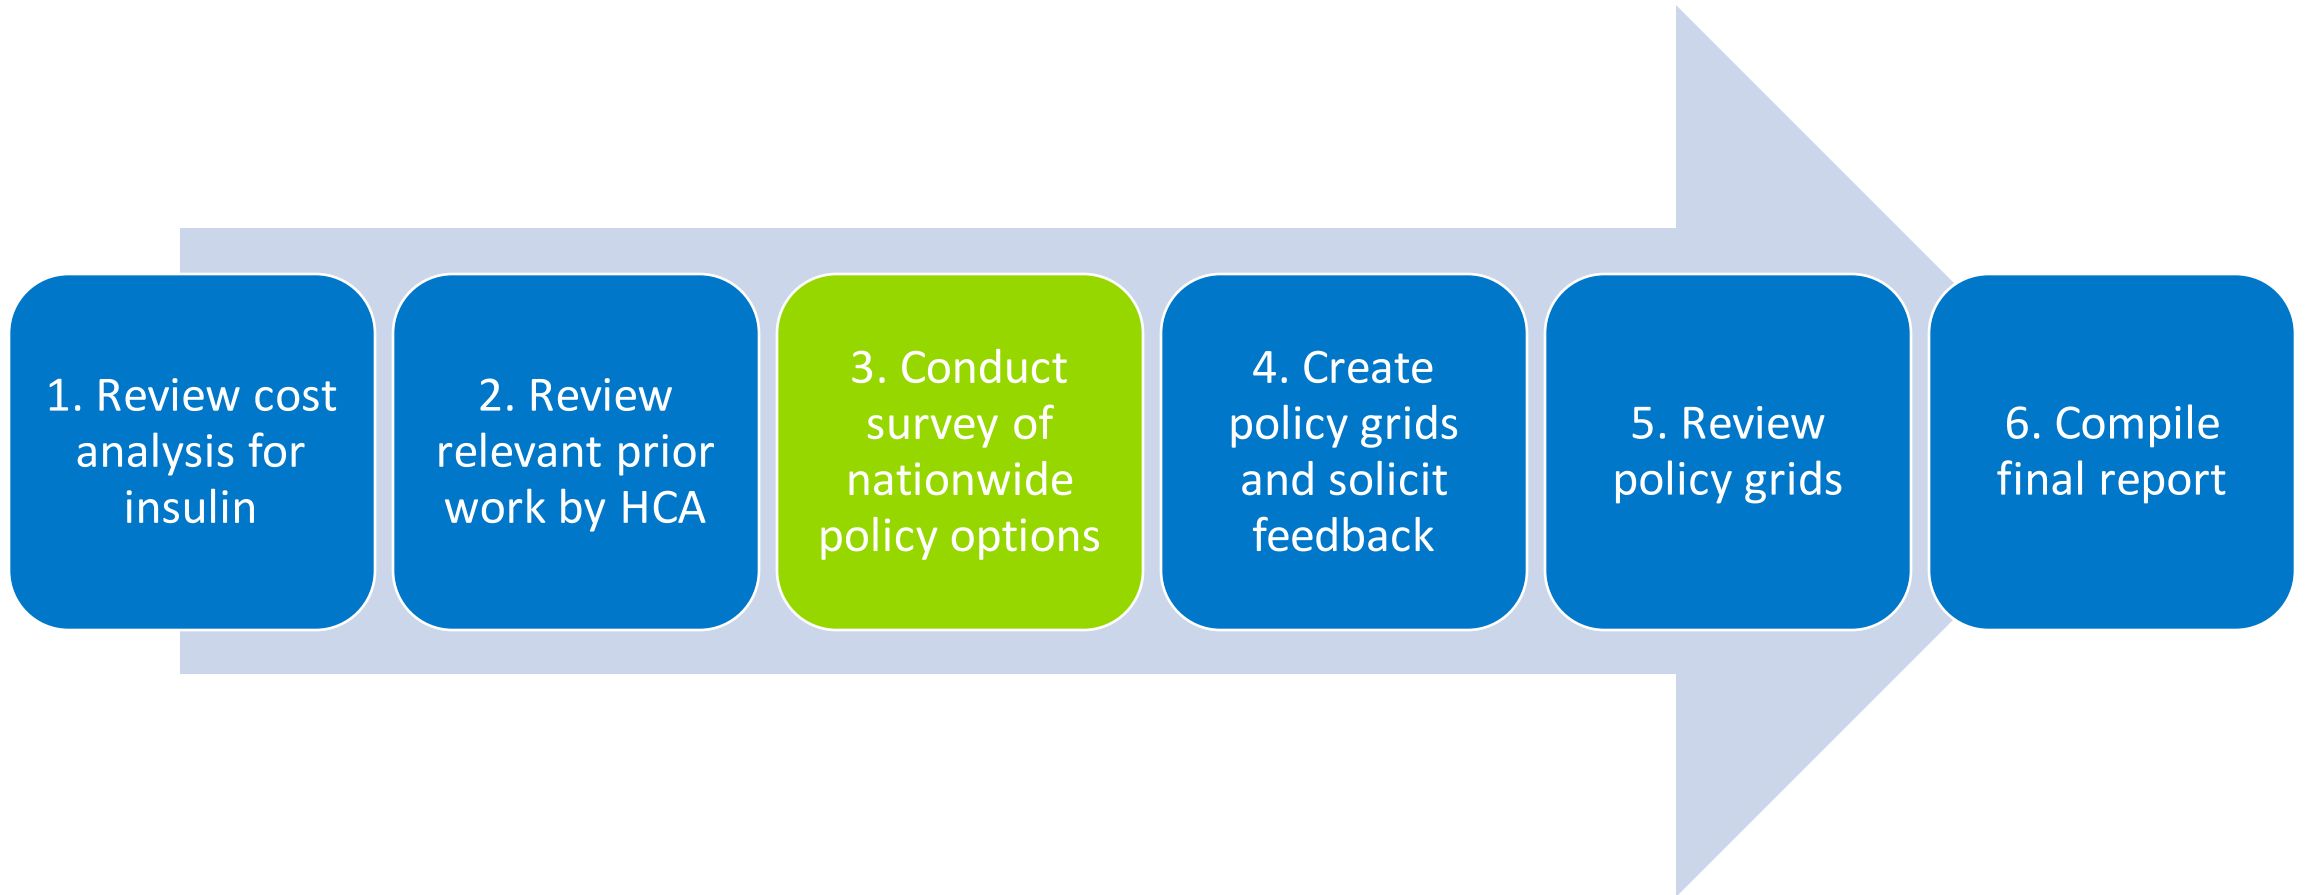 1. Review cost
analysis for
insulin
2. Review
relevant prior
work by HCA
3. Conduct
survey of
nationwide
policy options
4. Create
policy grids
and solicit
feedback
5. Review
policy grids
6. Compile
final report